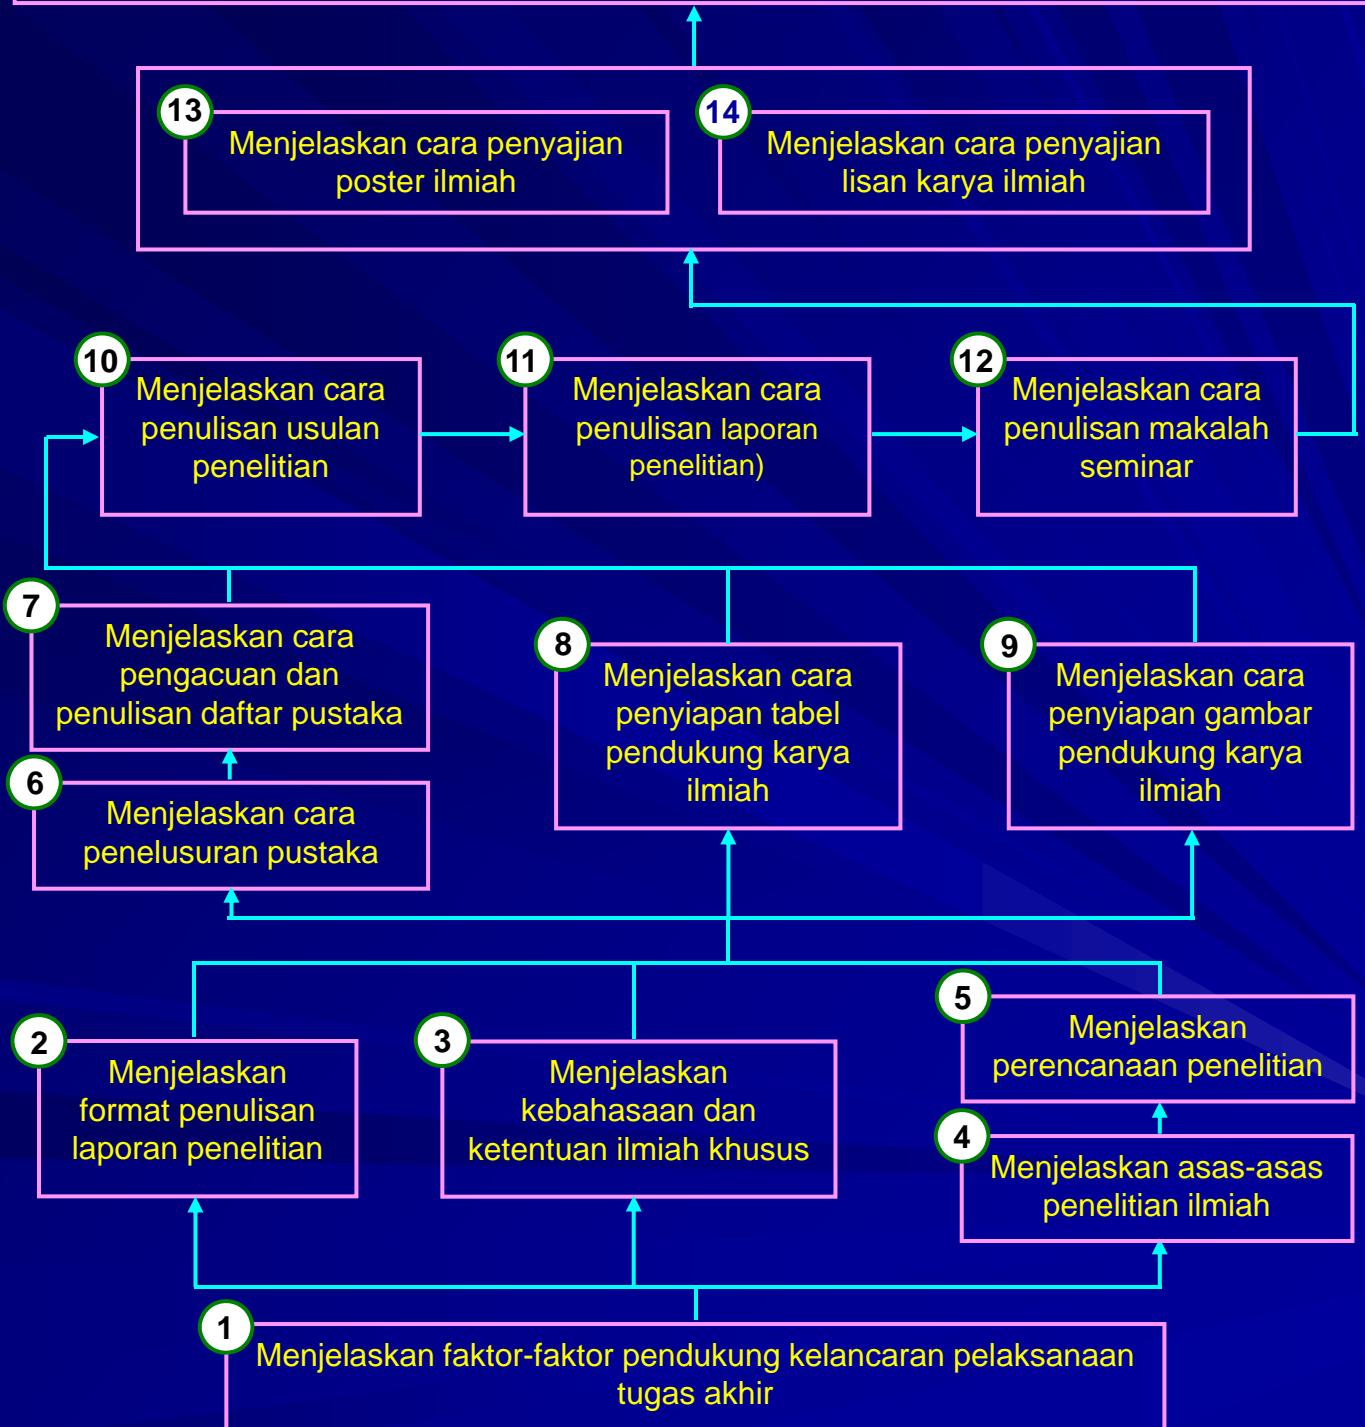 13
Menjelaskan cara penyajian
poster ilmiah
14
Menjelaskan cara penyajian
lisan karya ilmiah
10
Menjelaskan cara
penulisan usulan
penelitian
11
Menjelaskan cara
penulisan laporan
penelitian)
12
Menjelaskan cara
penulisan makalah
seminar
7
Menjelaskan cara
pengacuan dan
penulisan daftar pustaka
8
Menjelaskan cara
penyiapan tabel
pendukung karya
ilmiah
9
Menjelaskan cara
penyiapan gambar
pendukung karya
ilmiah
6
Menjelaskan cara
penelusuran pustaka
2
Menjelaskan
format penulisan
laporan penelitian
3
Menjelaskan
kebahasaan dan
ketentuan ilmiah khusus
5
Menjelaskan
perencanaan penelitian
4
Menjelaskan asas-asas
penelitian ilmiah
1
Menjelaskan faktor-faktor pendukung kelancaran pelaksanaan
tugas akhir